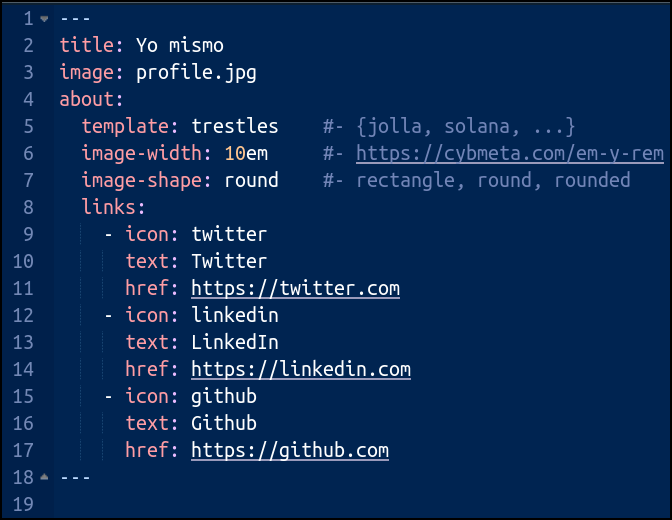 1 ---
2 title: Yo mismo
3 image: profile.jpg
4 about:
5   template: trestles    #- {jolla, solana, ...}
6   image-width: 10em     #- https://cybmeta.com/em-y-rem
7   image-shape: round    #- rectangle, round, rounded
8   links:
9     - icon: twitter
10       text: Twitter
11       href: https://twitter.com
12     - icon: linkedin
13       text: LinkedIn
14       href: https://linkedin.com
15     - icon: github
16       text: Github
17       href: https://github.com
18 ---
19